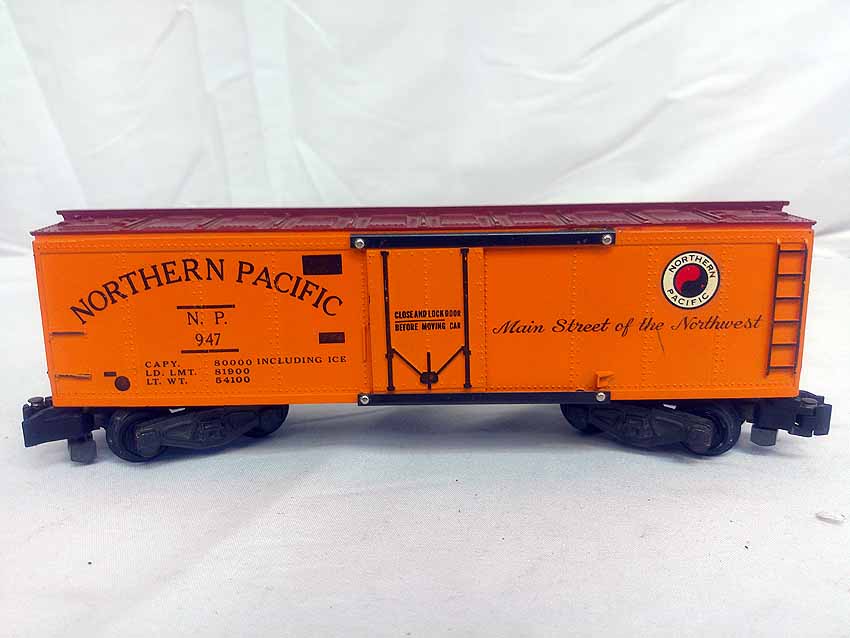 NORTHERN PACIFIC
N. P.
947
CAPY. 80000 INCLUDING ICE
LD. LMT. 81900
LT. WT. 54100
CLOSE AND LOCK DOOR
BEFORE MOVING CAR
NORTHERN
PACIFIC
Main Street of the Northwest